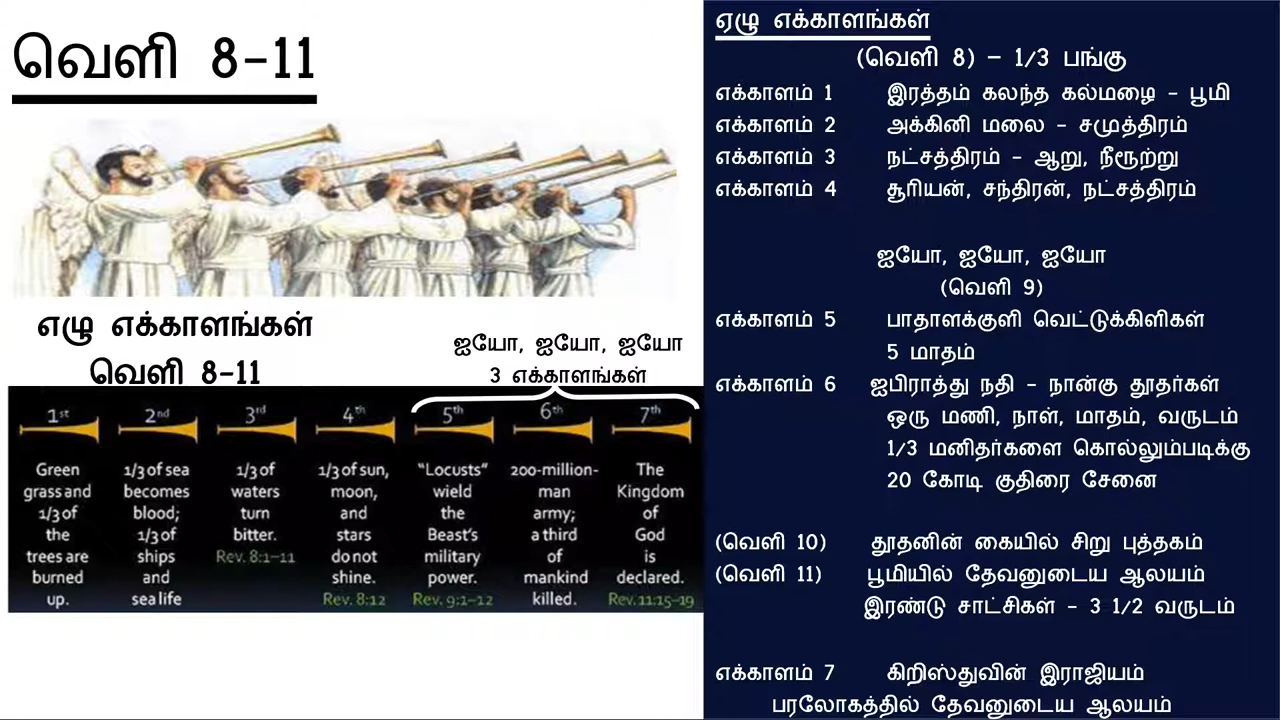 வெளி 8-11
எழு எக்காளங்கள்
வெளி 8-11
ஐயோ, ஐயோ, ஐயோ
3 எக்காளங்கள்
1st
Green
grass and
1/3 of
the
trees are
burned
up.
2nd
1/3 of sea
becomes
blood;
1/3 of
ships
and
sea life
3rd
1/3 of
waters
turn
bitter.
Rev. 8:1-11
4th
1/3 of sun,
moon,
and
stars
do not
shine.
Rev. 8:12
5th
"Locusts"
wield
the
Beast's
military
power.
Rev. 9:1-12
6th
200-million-
man
army;
a third
of
mankind
killed.
7th
The
Kingdom
of
God
is
declared.
Rev. 11:15-19
ஏழு எக்காளங்கள்
(வெளி 8) – 1/3 பங்கு
எக்காளம் 1 இரத்தம் கலந்த கல்மழை - பூமி
எக்காளம் 2 அக்கினி மலை - சமுத்திரம்
எக்காளம் 3 நட்சத்திரம் - ஆறு, நீரூற்று
எக்காளம் 4 சூரியன், சந்திரன், நட்சத்திரம்
ஐயோ, ஐயோ, ஐயோ
(வெளி 9)
எக்காளம் 5 பாதாளக்குளி வெட்டுக்கிளிகள்
5 மாதம்
எக்காளம் 6 ஐபிராத்து நதி - நான்கு தூதர்கள்
ஒரு மணி, நாள், மாதம், வருடம்
1/3 மனிதர்களை கொல்லும்படிக்கு
20 கோடி குதிரை சேனை
(வெளி 10) தூதனின் கையில் சிறு புத்தகம்
(வெளி 11) பூமியில் தேவனுடைய ஆலயம்
இரண்டு சாட்சிகள் - 3 1/2 வருடம்
எக்காளம் 7 கிறிஸ்துவின் இராஜியம்
பரலோகத்தில் தேவனுடைய ஆலயம்